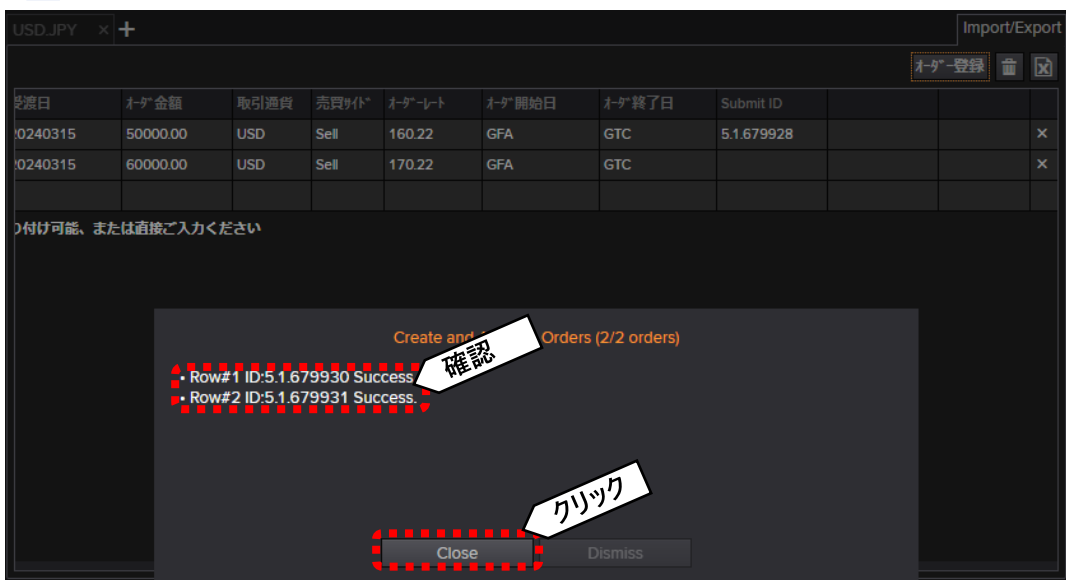 USD.JPY × +
Import/Export
ｵｰﾀﾞｰ登録
受渡日 ｵｰﾀﾞ金額 取引通貨 売買ｻｲﾄﾞ ｵｰﾀﾞｰﾚｰﾄ ｵｰﾀﾞ開始日 ｵｰﾀﾞ終了日 Submit ID
20240315 50000.00 USD Sell 160.22 GFA GTC 5.1.679928 ×
20240315 60000.00 USD Sell 170.22 GFA GTC ×
付け可能、または直接ご入力ください
Create and Orders (2/2 orders)
確認
• Row#1 ID:5.1.679930 Success
• Row#2 ID:5.1.679931 Success.
クリック
Close Dismiss